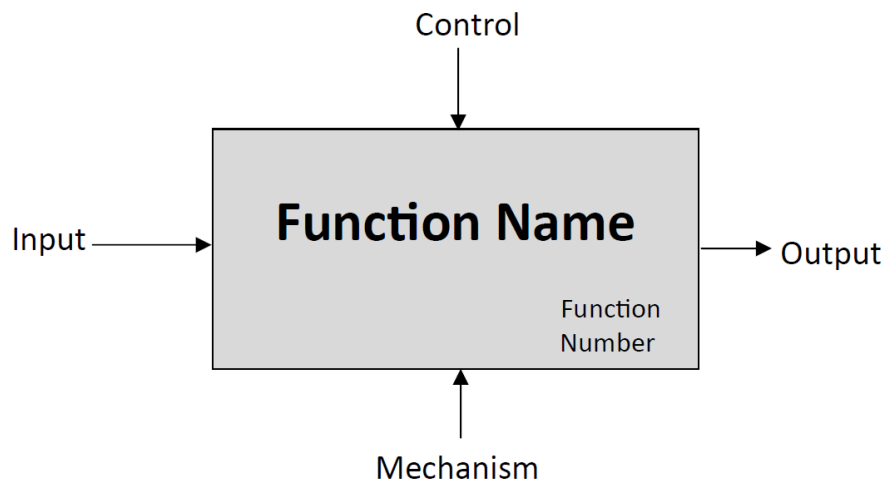 Control
Function Name
Input
Output
Function
Number
Mechanism